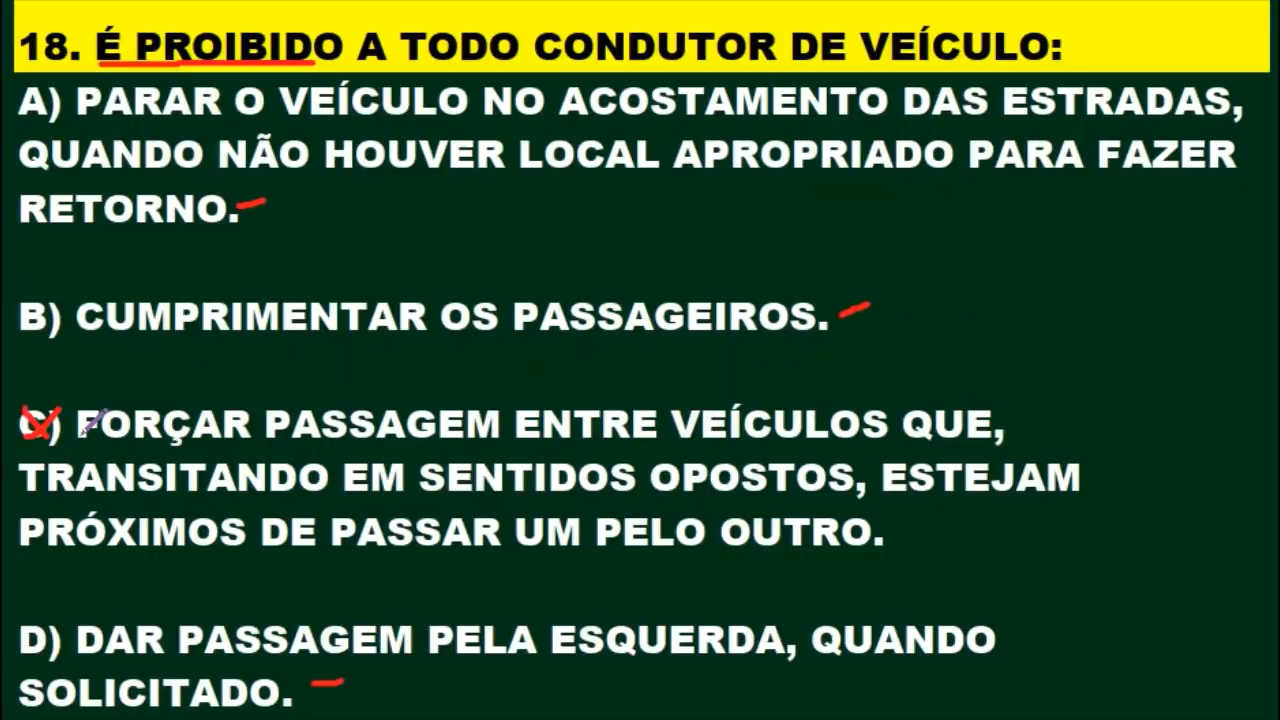 18. É PROIBIDO A TODO CONDUTOR DE VEÍCULO:
A) PARAR O VEÍCULO NO ACOSTAMENTO DAS ESTRADAS,
QUANDO NÃO HOUVER LOCAL APROPRIADO PARA FAZER
RETORNO.
B) CUMPRIMENTAR OS PASSAGEIROS.
C) FORÇAR PASSAGEM ENTRE VEÍCULOS QUE,
TRANSITANDO EM SENTIDOS OPOSTOS, ESTEJAM
PRÓXIMOS DE PASSAR UM PELO OUTRO.
D) DAR PASSAGEM PELA ESQUERDA, QUANDO
SOLICITADO.